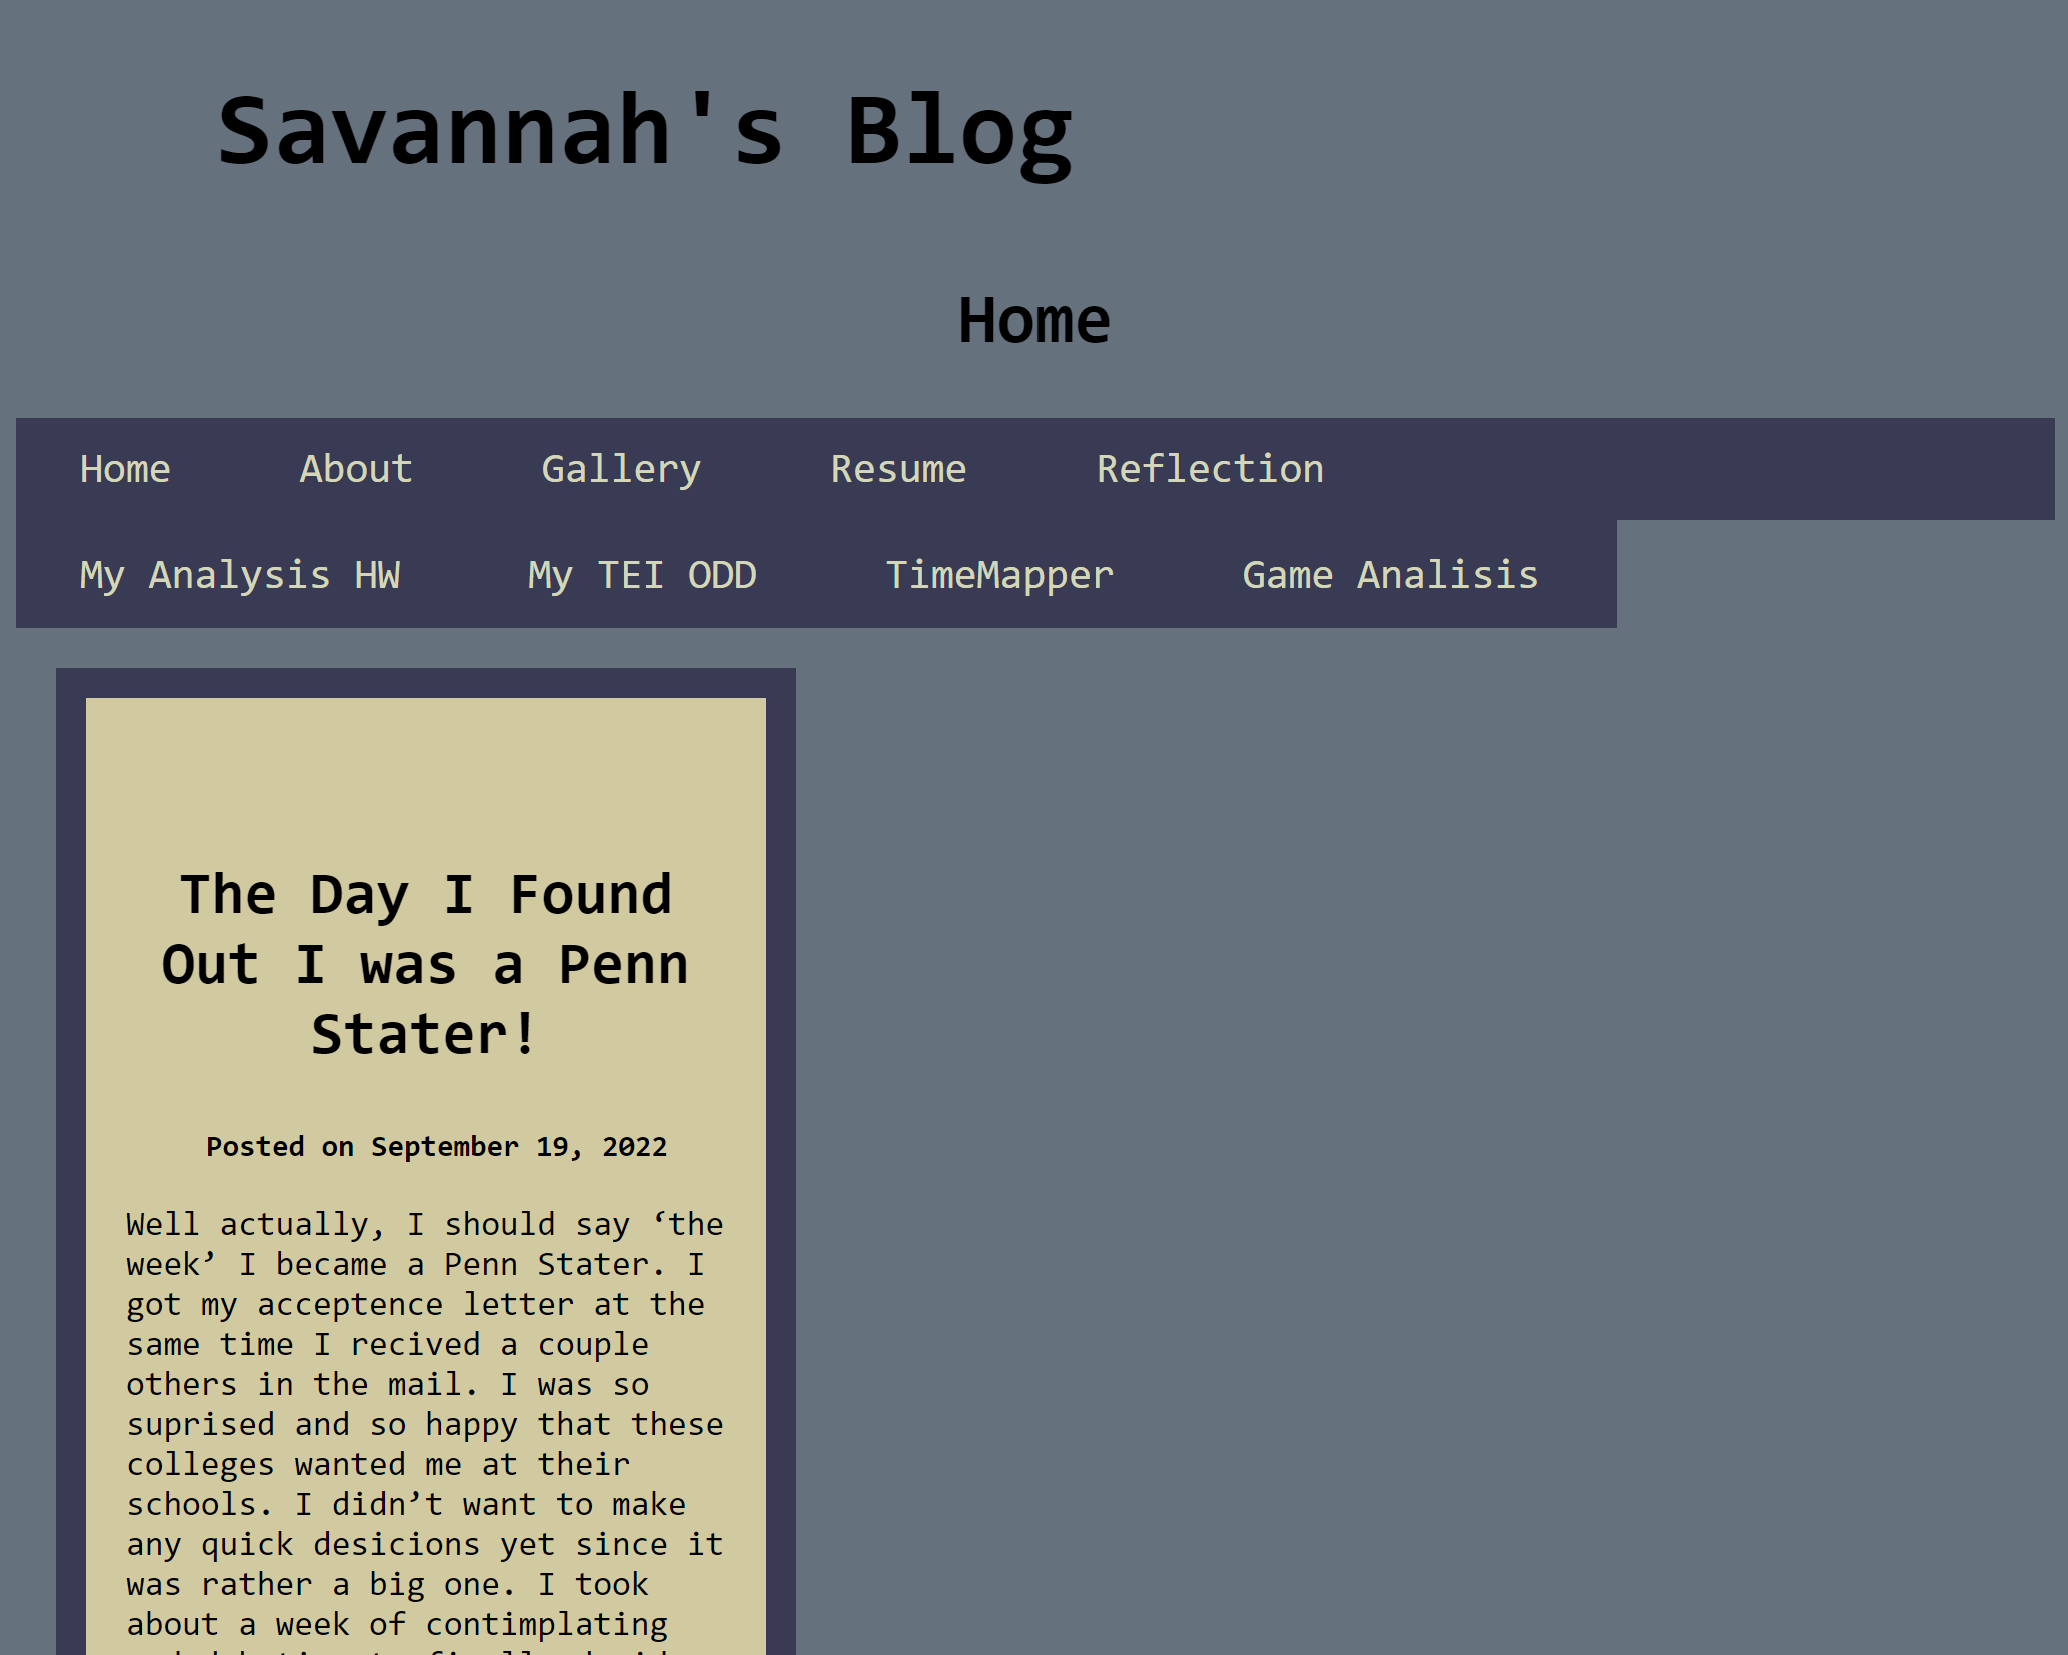 Savannah's Blog
Home
Home About Gallery Resume Reflection
My Analysis HW My TEI ODD TimeMapper Game Analisis
The Day I Found
Out I was a Penn
Stater!
Posted on September 19, 2022
Well actually, I should say ‘the
week’ I became a Penn Stater. I
got my acceptence letter at the
same time I recived a couple
others in the mail. I was so
suprised and so happy that these
colleges wanted me at their
schools. I didn’t want to make
any quick desicions yet since it
was rather a big one. I took
about a week of contimplating